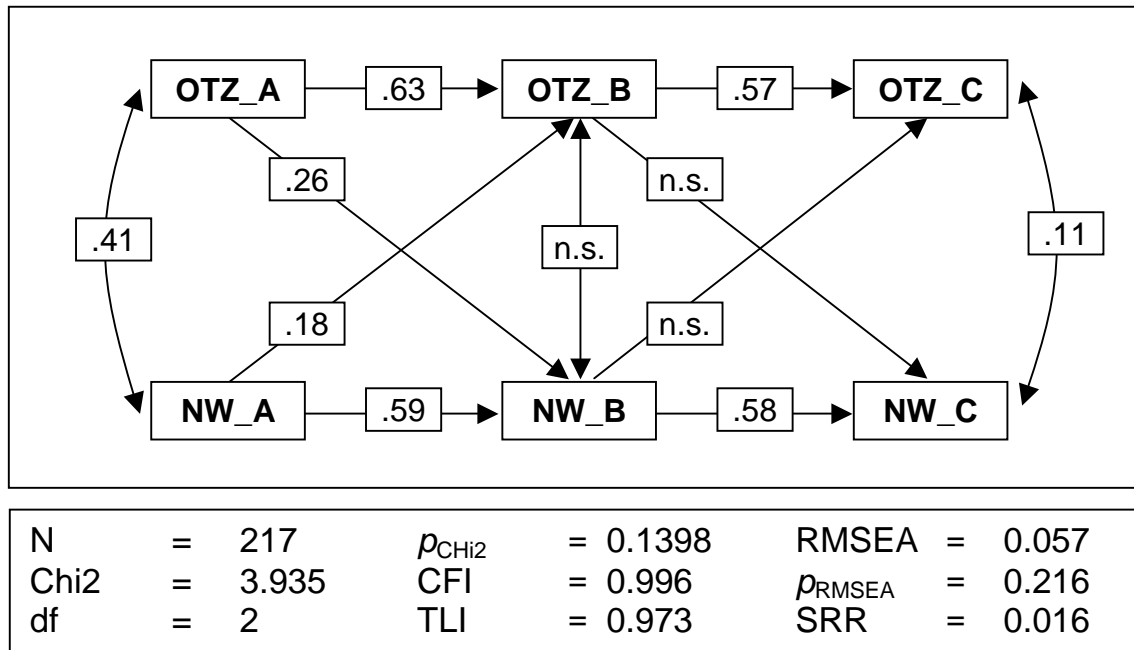 OTZ_A .63 OTZ_B .57 OTZ_C
.26 n.s.
.41 n.s. .11
.18 n.s.
NW_A .59 NW_B .58 NW_C
N = 217 pCHi2 = 0.1398 RMSEA = 0.057
Chi2 = 3.935 CFI = 0.996 pRMSEA = 0.216
df = 2 TLI = 0.973 SRR = 0.016